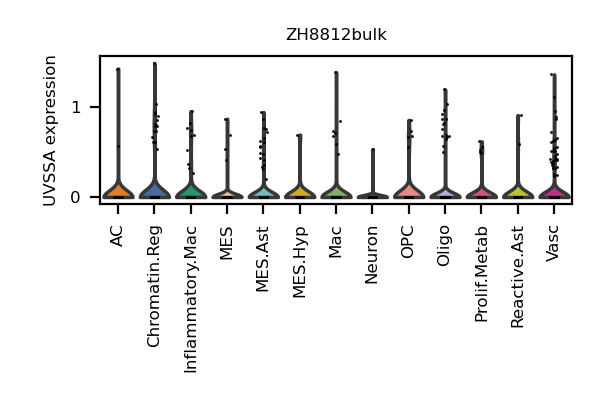 ZH8812bulk
UVSSA expression
1
0
AC
Chromatin.Reg
Inflammatory.Mac
MES
MES.Ast
MES.Hyp
Mac
Neuron
OPC
Oligo
Prolif.Metab
Reactive.Ast
Vasc